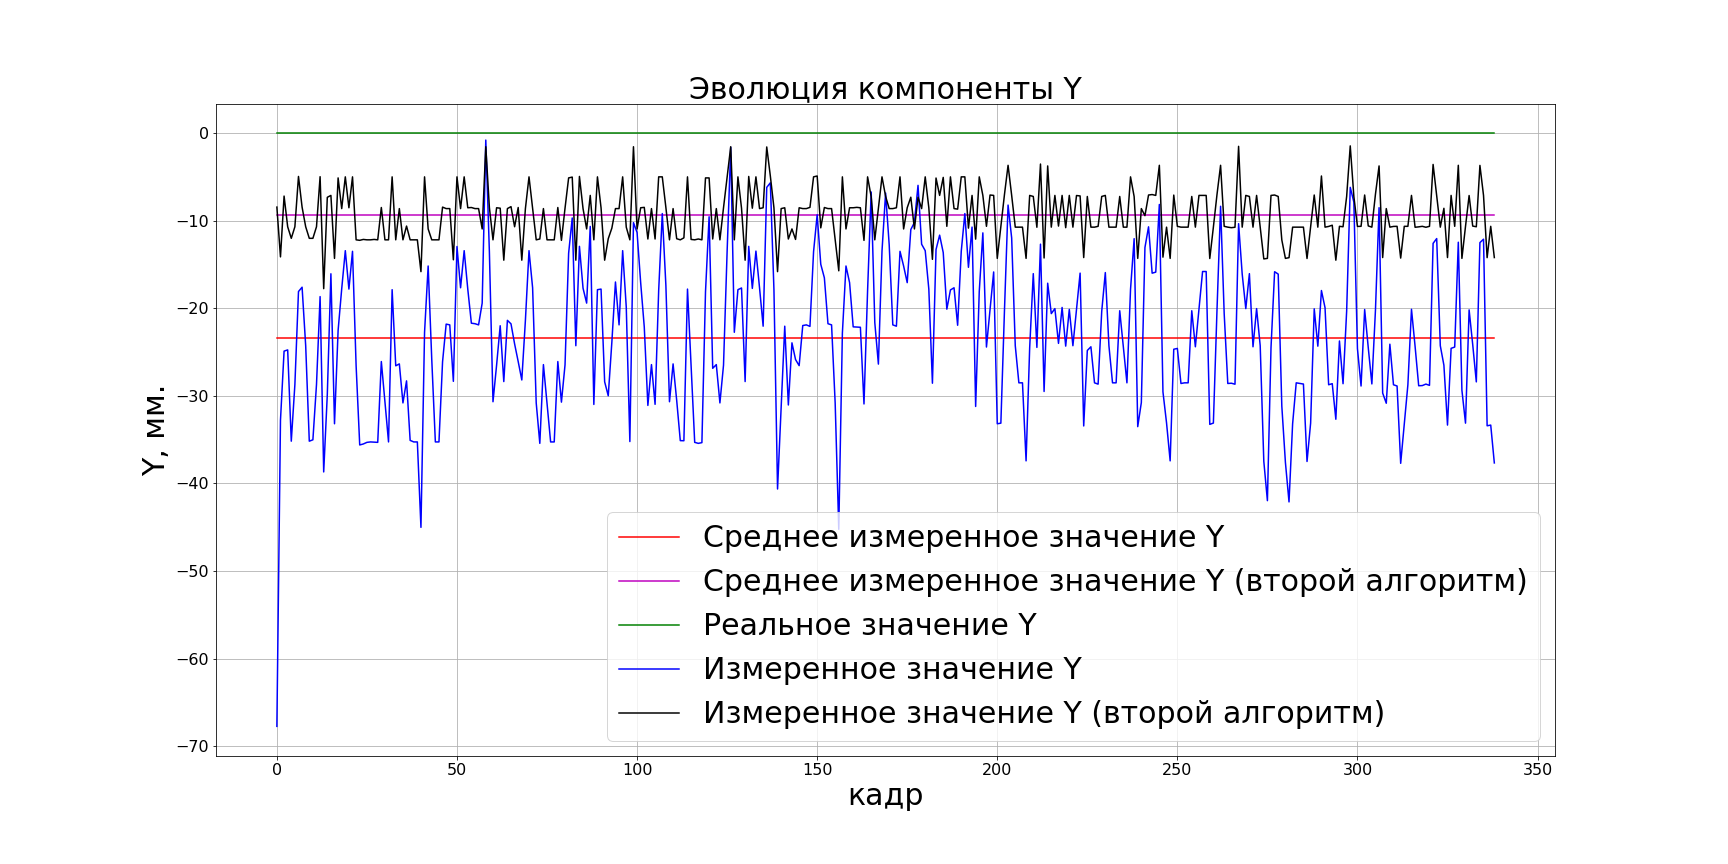 Эволюция компоненты Y
Y, мм.
0
−10
−20
−30
−40
−50
−60
−70
Среднее измеренное значение Y
Среднее измеренное значение Y (второй алгоритм)
Реальное значение Y
Измеренное значение Y
Измеренное значение Y (второй алгоритм)
0 50 100 150 200 250 300 350
кадр